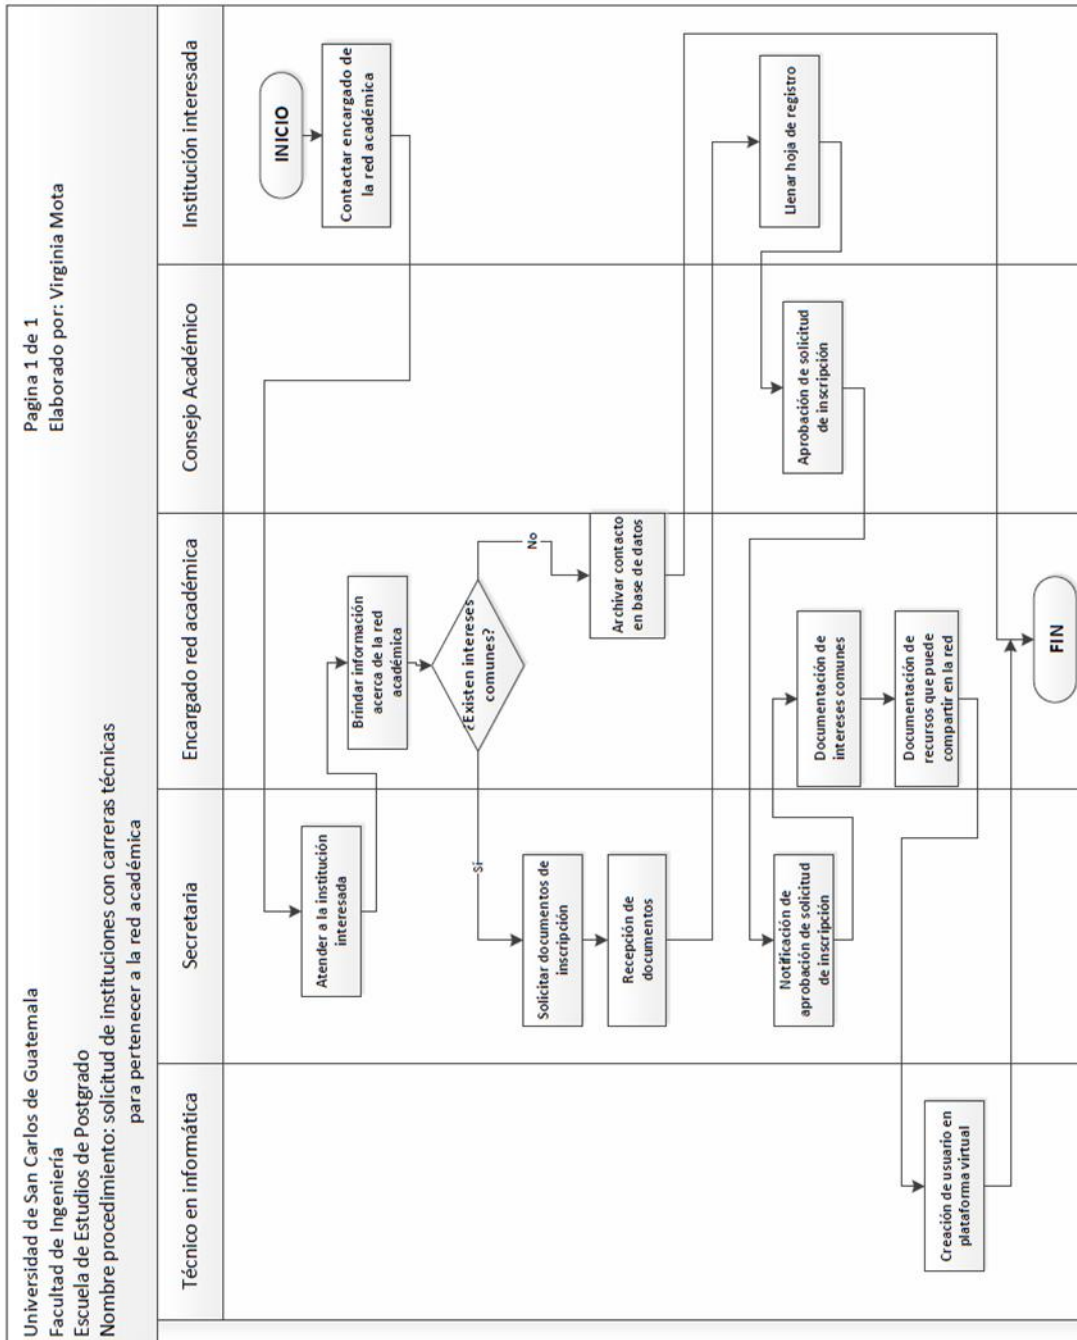 Universidad de San Carlos de Guatemala
Facultad de Ingeniería
Escuela de Estudios de Postgrado
Nombre procedimiento: solicitud de instituciones con carreras técnicas
para pertenecer a la red académica
Pagina 1 de 1
Elaborado por: Virginia Mota
Técnico en informática
Secretaria
Encargado red académica
Consejo Académico
Institución interesada
INICIO
Contactar encargado de
la red académica
Atender a la institución
interesada
Brindar información
acerca de la red
académica
¿Existen intereses
comunes?
Sí
No
Solicitar documentos de
inscripción
Archivar contacto
en base de datos
Recepción de
documentos
Llenar hoja de registro
Aprobación de solicitud
de inscripción
Notificación de
aprobación de solicitud
de inscripción
Documentación de
intereses comunes
Documentación de
recursos que puede
compartir en la red
Creación de usuario en
plataforma virtual
FIN